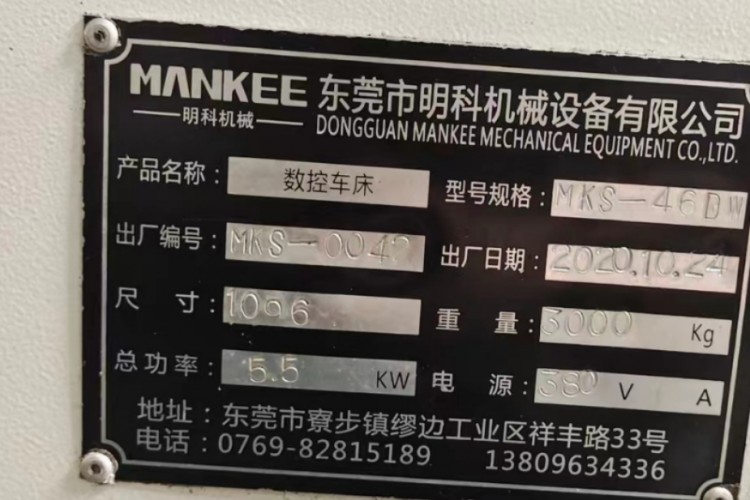 MANKEE 东莞市明科机械设备有限公司
明科机械 DONGGUAN MANKEE MECHANICAL EQUIPMENT CO.,LTD.
产品名称: 数控车床 型号规格: MKS-46DW
出厂编号: 出厂日期: 2020.10.24
尺 寸: 1096 重 量: 3000 Kg
总功率: 5.5 KW 电 源: 380 V A
地址: 东莞市寮步镇缪边工业区祥丰路33号
电话: 0769-82815189 13809634336